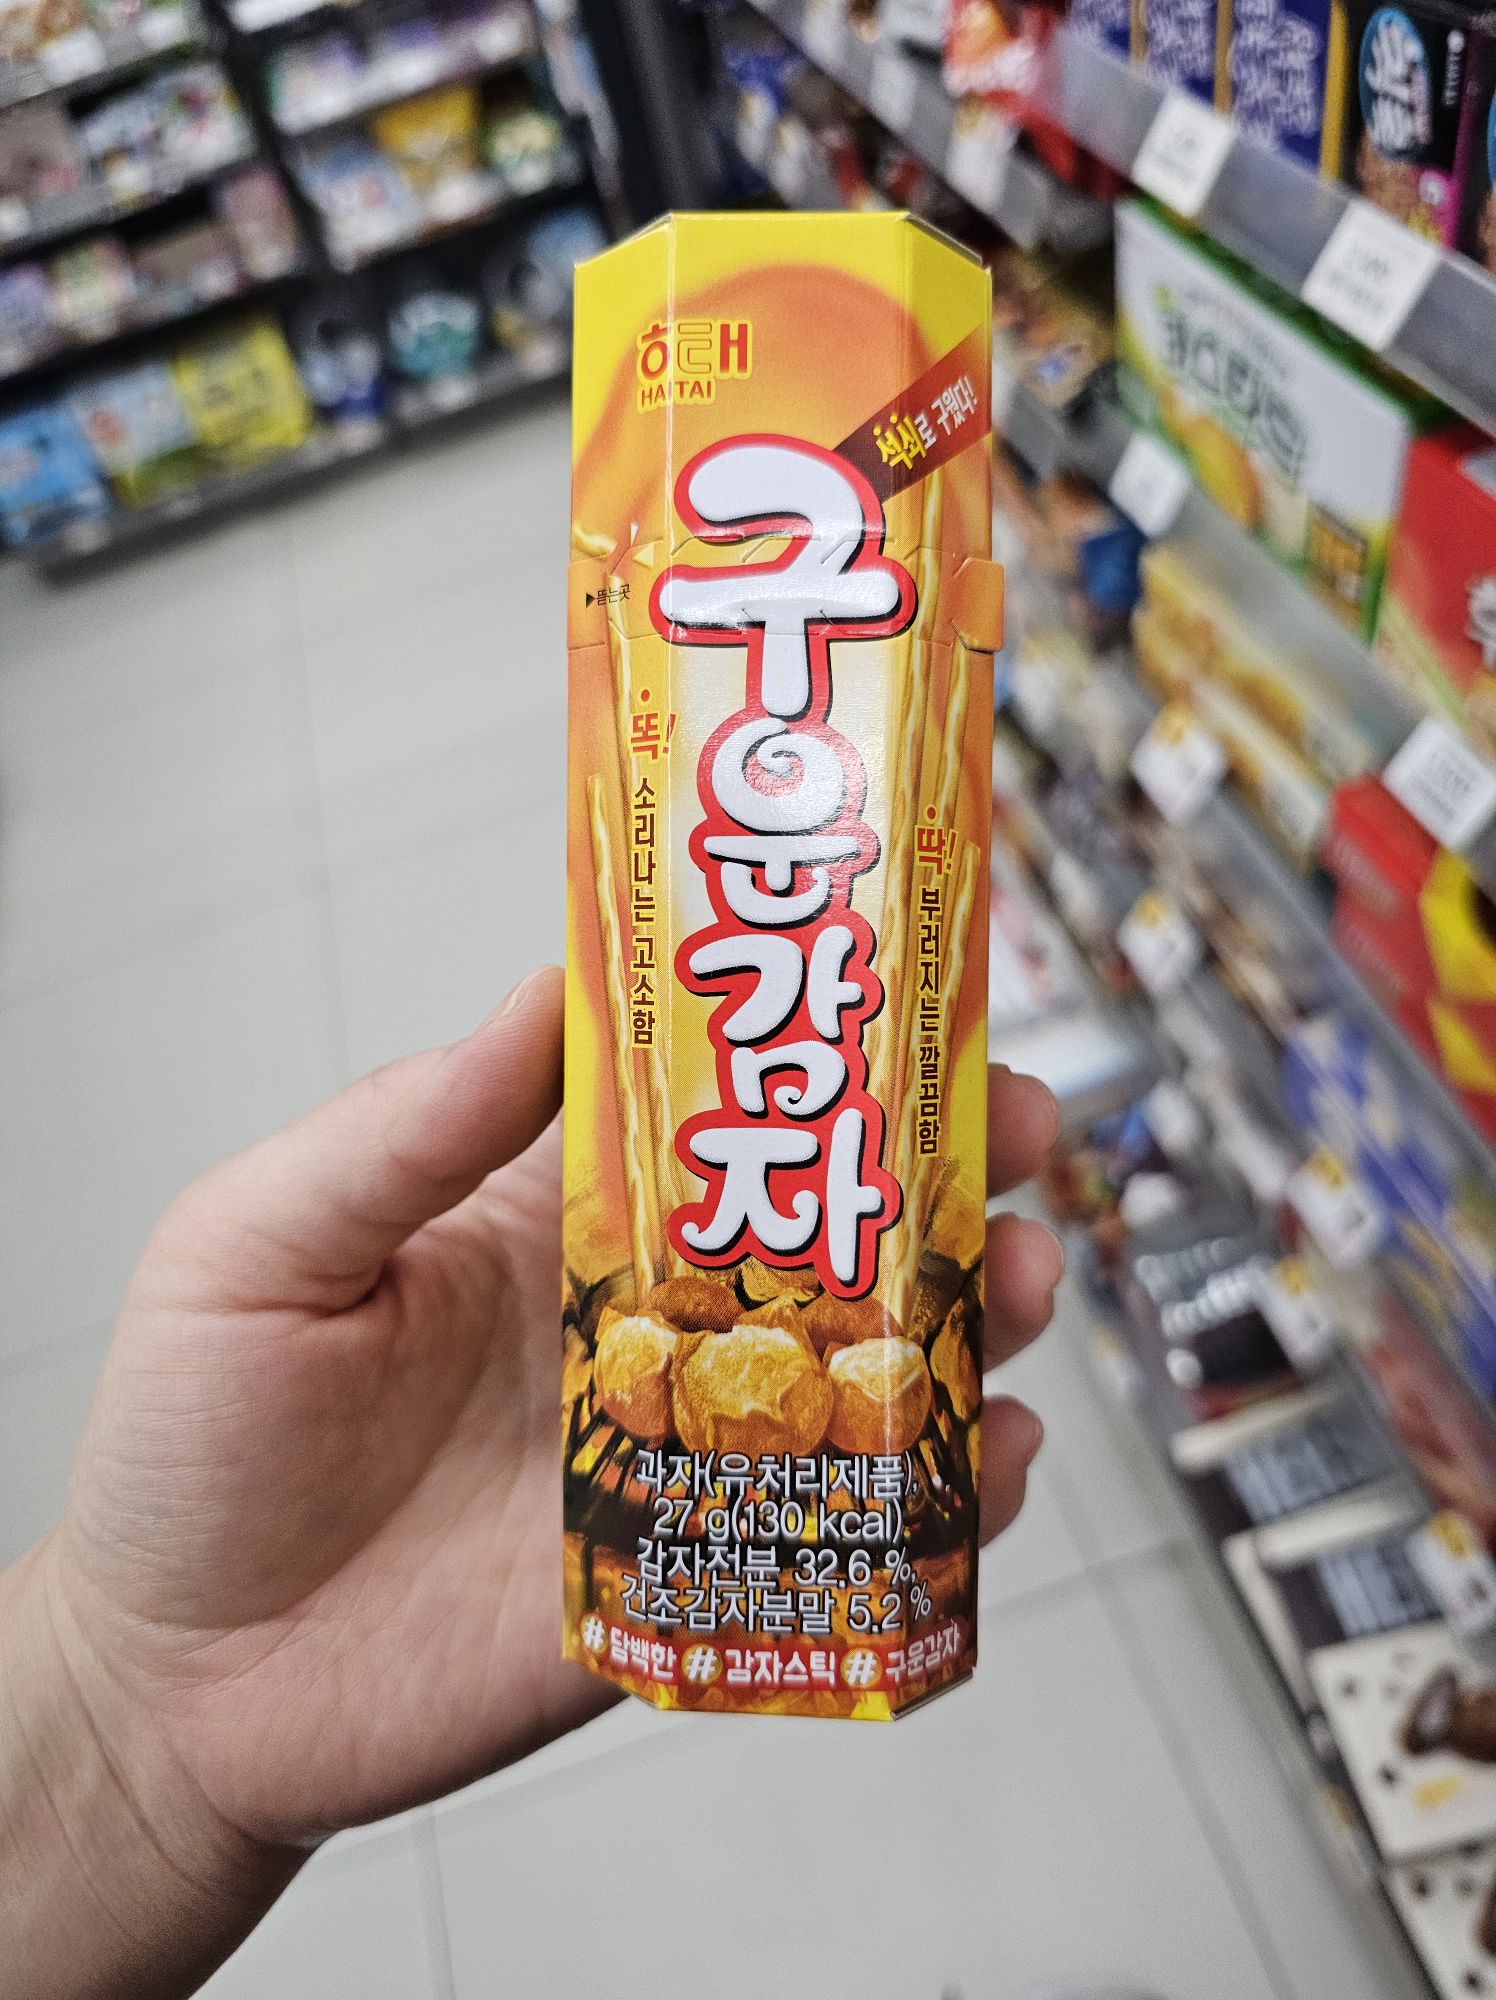 해태
HAITAI
석쇠로 구웠다!
구운감자
▶뜯는곳
똑! 소리나는 고소함
딱! 부러지는 깔끔함
과자(유처리제품),
27 g(130 kcal),
감자전분 32.6 %,
건조감자분말 5.2 %
#담백한 #감자스틱 #구운감자